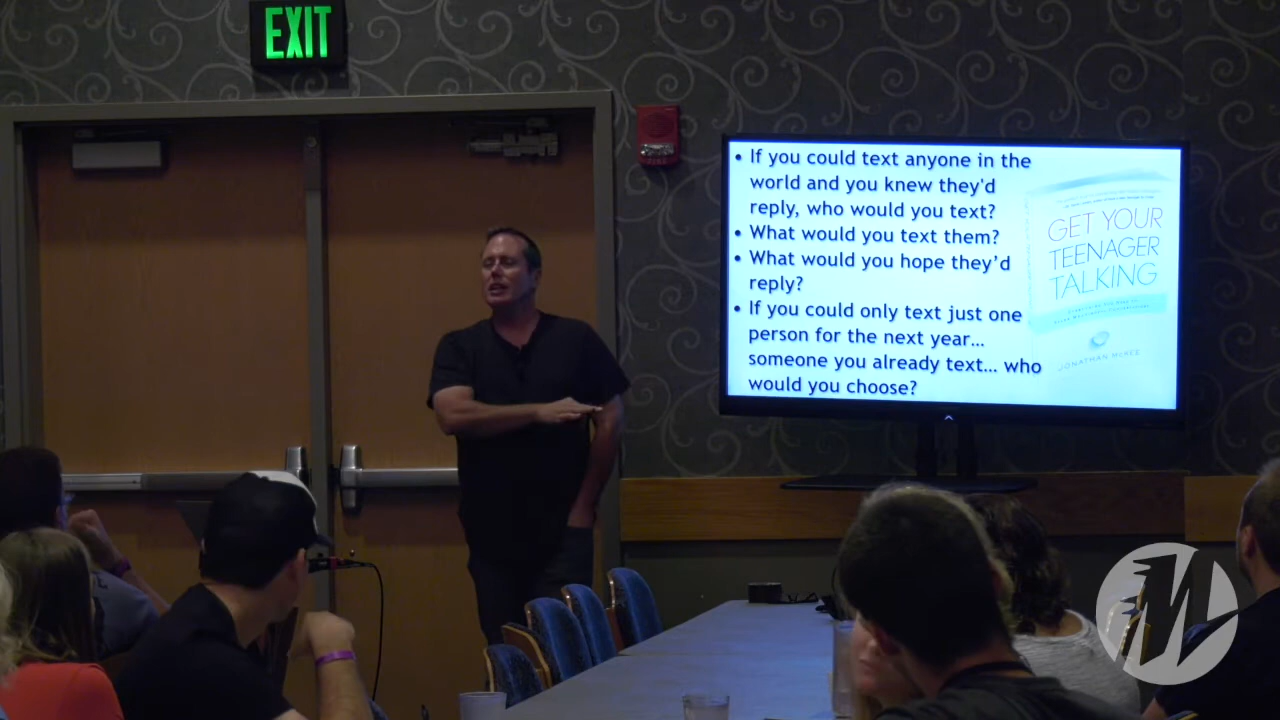 EXIT
• If you could text anyone in the
world and you knew they'd
reply, who would you text?
• What would you text them?
• What would you hope they'd
reply?
• If you could only text just one
person for the next year...
someone you already text... who
would you choose?
GET YOUR
TEENAGER
TALKING
JONATHAN MCKEE
M